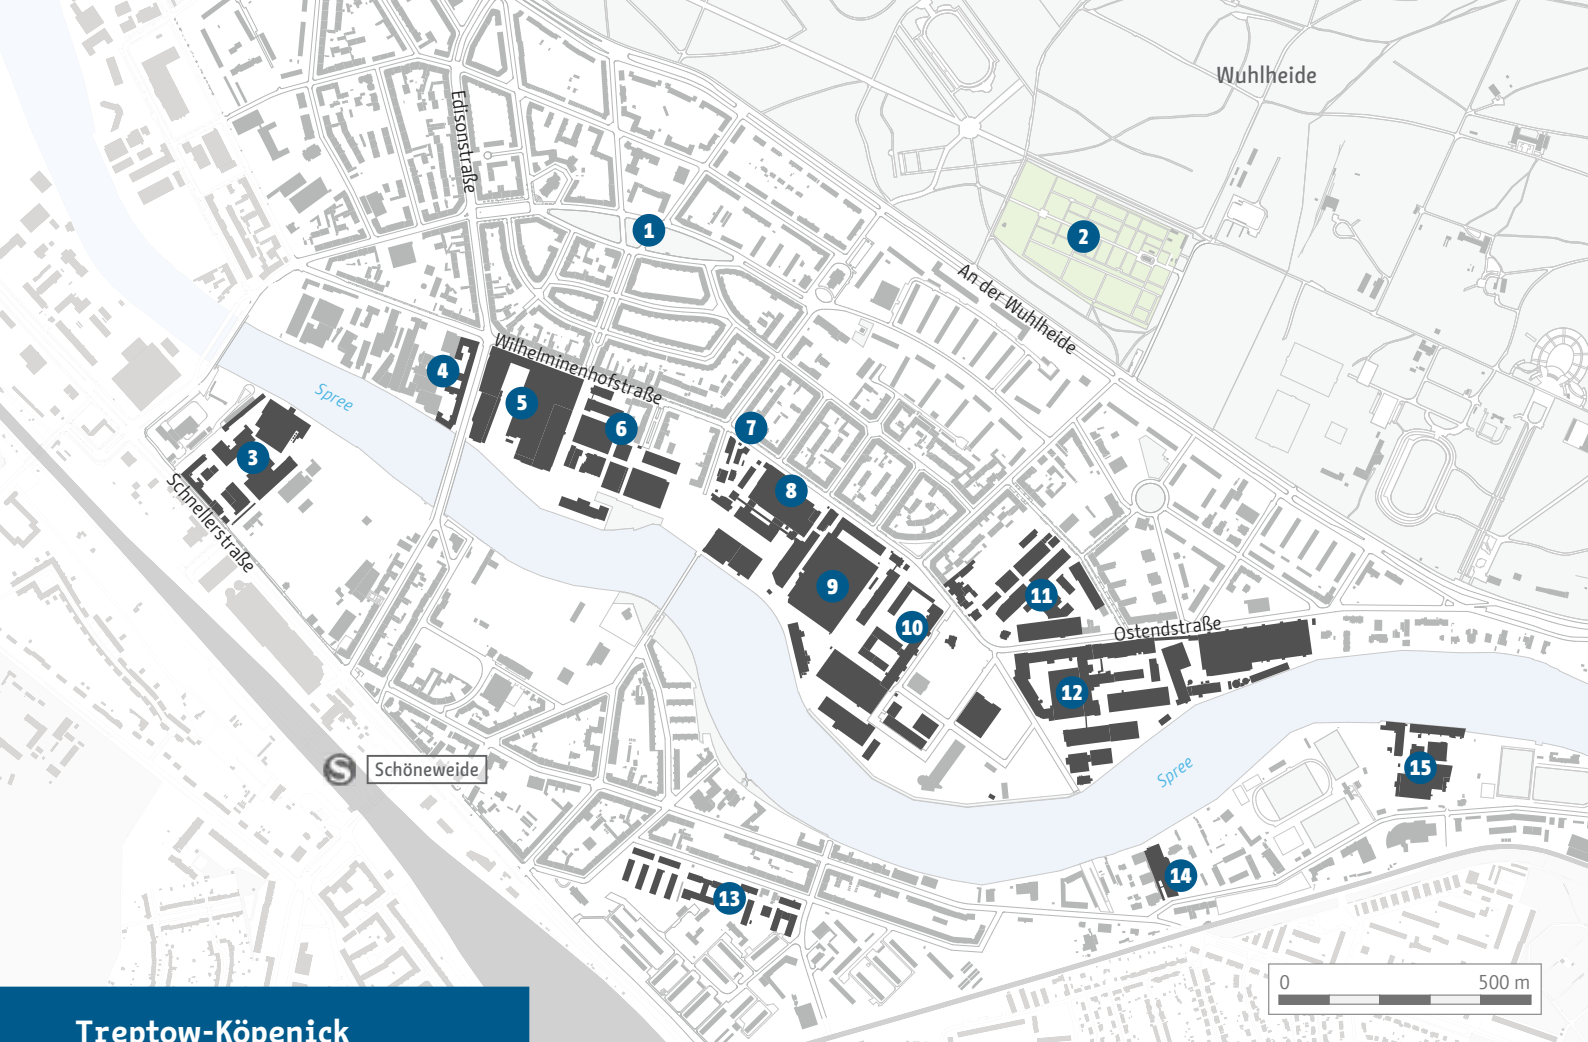 Wuhlheide
Edisonstraße
1
2
An der Wuhlheide
Wilhelminenhofstraße
4
Spree
5
6
7
3
8
Schnellerstraße
9
11
10
Ostendstraße
12
S
Schöneweide
Spree
15
14
13
0
500 m
Treptow-Köpenick